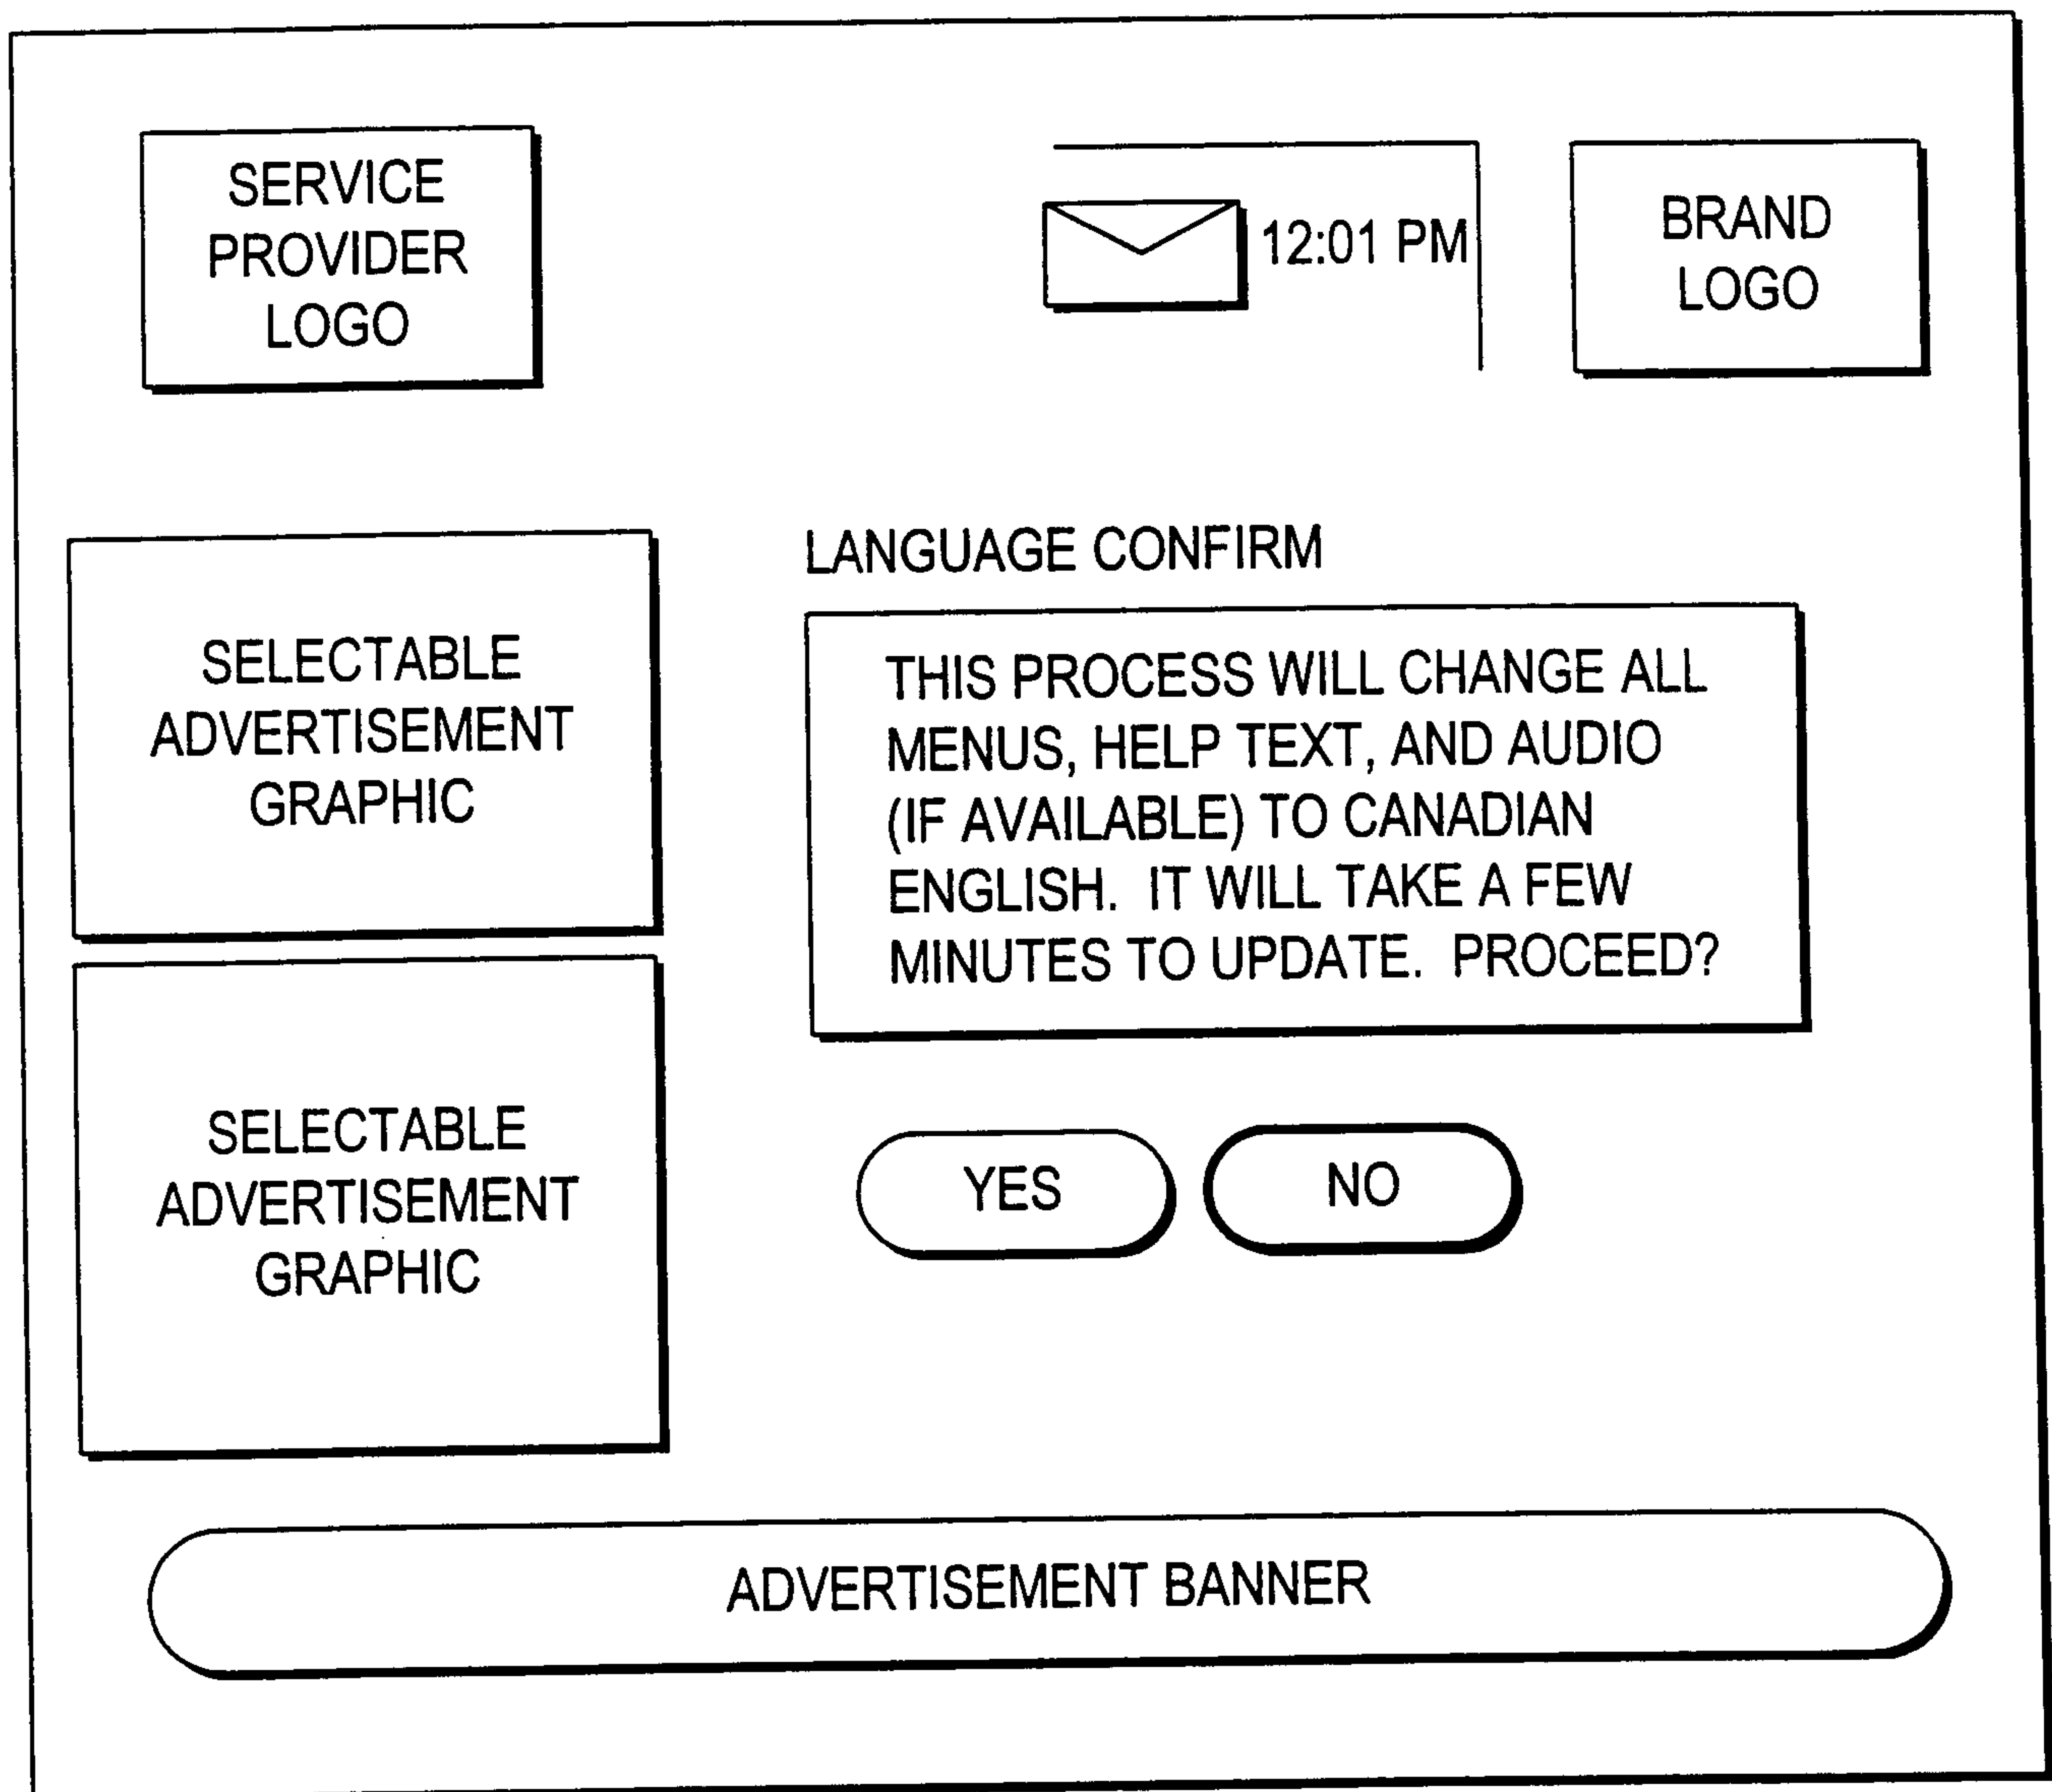 SERVICE
PROVIDER
LOGO
12:01 PM
BRAND
LOGO
SELECTABLE
ADVERTISEMENT
GRAPHIC
SELECTABLE
ADVERTISEMENT
GRAPHIC
LANGUAGE CONFIRM
THIS PROCESS WILL CHANGE ALL
MENUS, HELP TEXT, AND AUDIO
(IF AVAILABLE) TO CANADIAN
ENGLISH. IT WILL TAKE A FEW
MINUTES TO UPDATE. PROCEED?
YES
NO
ADVERTISEMENT BANNER